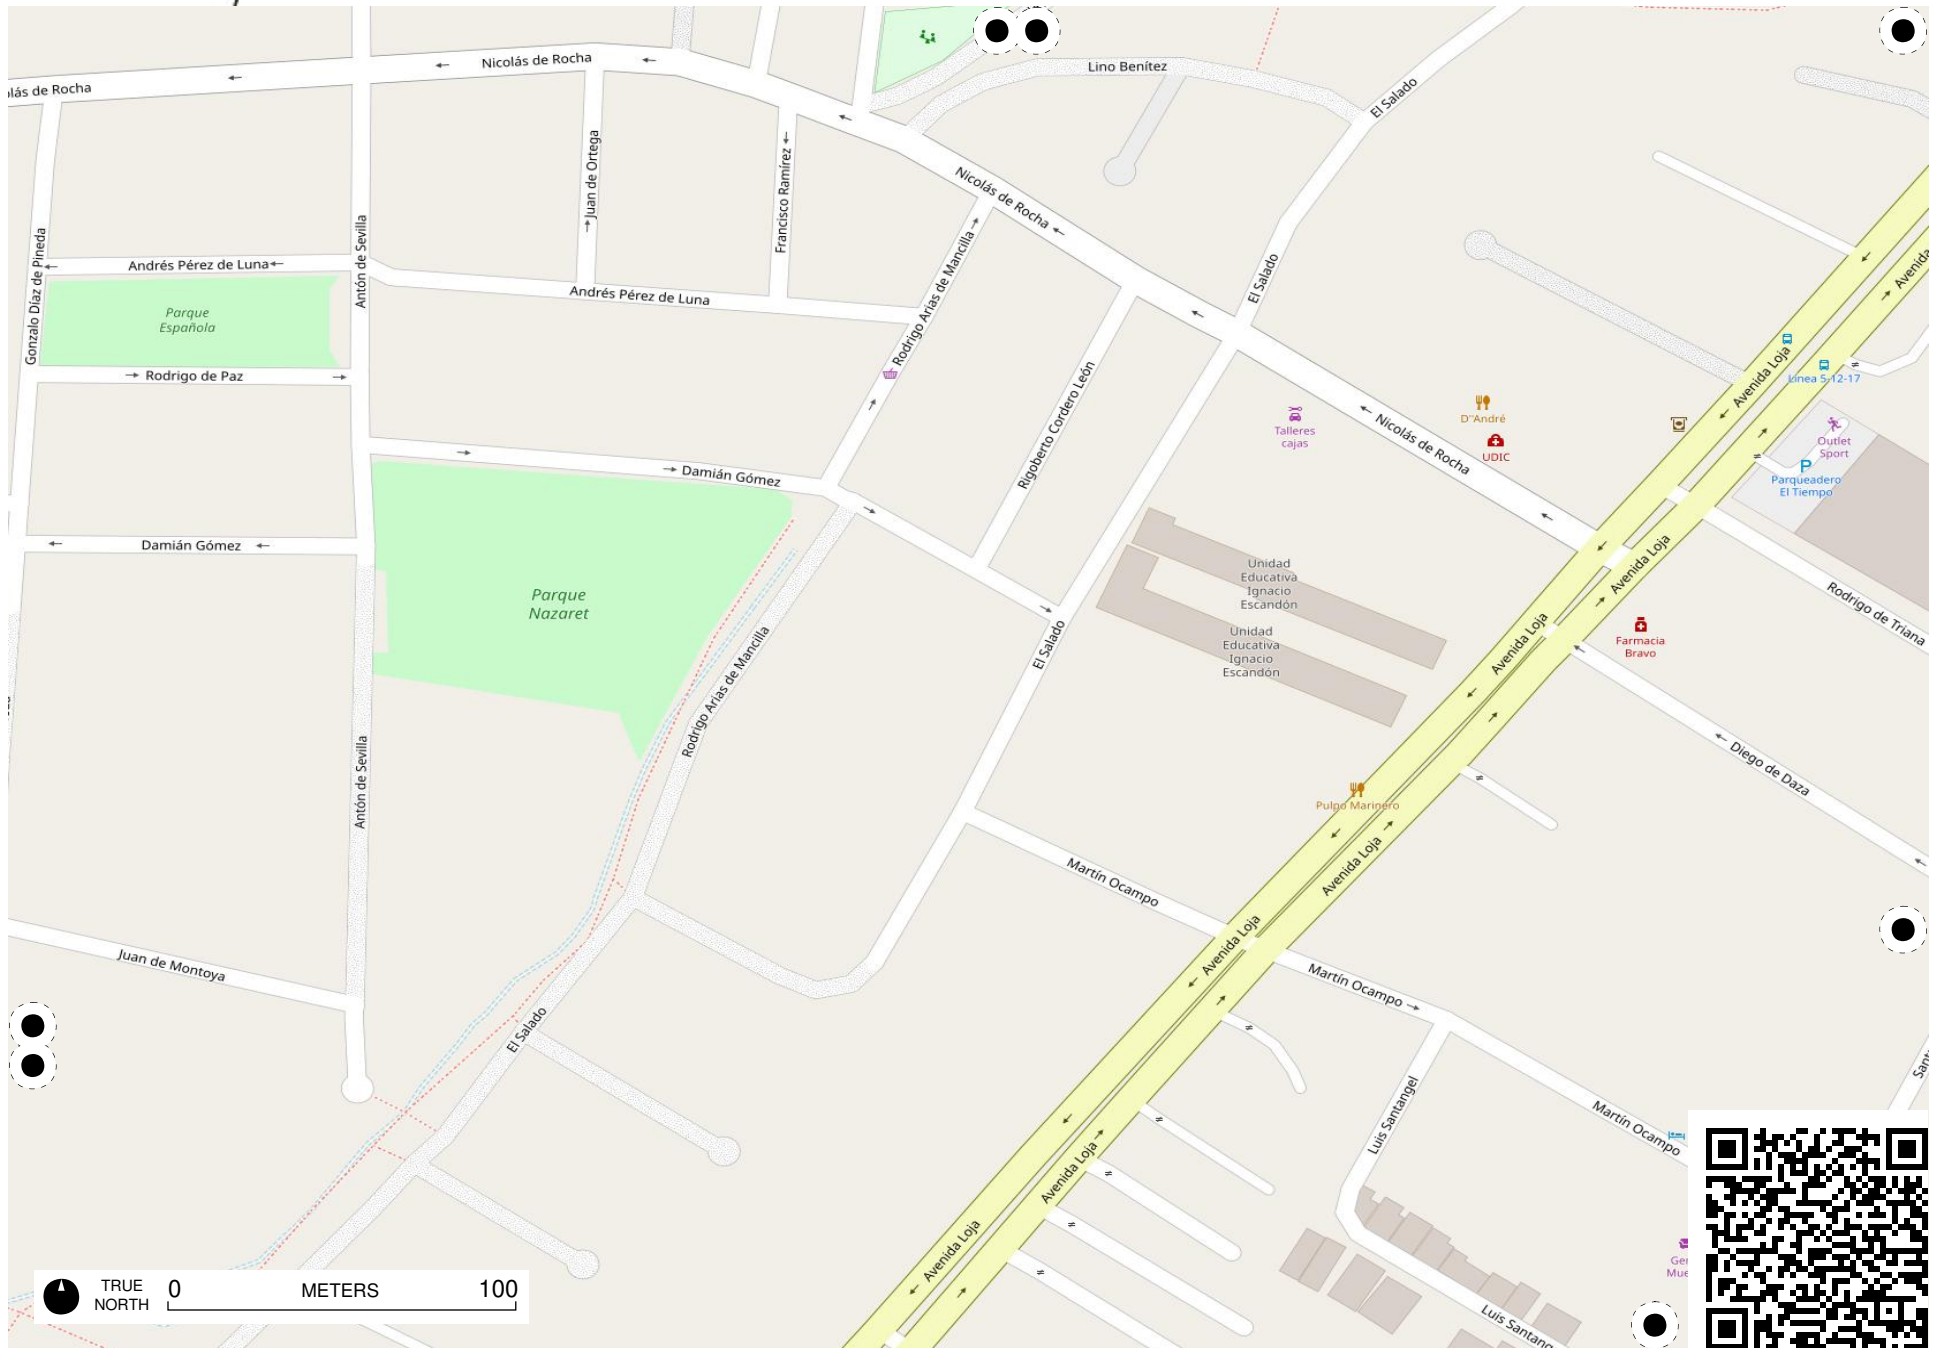 Lino Benítez
Nicolás de Rocha
El Salado
Juan de Ortega
Francisco Ramírez
Nicolás de Rocha
Gonzalo Díaz de Pineda
Antón de Sevilla
Andrés Pérez de Luna
Andrés Pérez de Luna
Rodrigo Arias de Mancilla
El Salado
Parque
Española
Rodrigo de Paz
Avenida Loja
Linea 5-12-17
Rigoberto Cordero León
Talleres
cajas
D''André
UDIC
Nicolás de Rocha
Outlet
Sport
Parqueadero
El Tiempo
P
Damián Gómez
Damián Gómez
Parque
Nazaret
Unidad
Educativa
Ignacio
Escandón
Unidad
Educativa
Ignacio
Escandón
Avenida Loja
Rodrigo de Triana
Farmacia
Bravo
Avenida Loja
El Salado
Rodrigo Arias de Mancilla
Antón de Sevilla
Diego de Daza
Pulpo Marinero
Avenida Loja
Martín Ocampo
Avenida Loja
Juan de Montoya
Martín Ocampo
El Salado
Luis Santangel
Martín Ocampo
Avenida Loja
Avenida Loja
TRUE
NORTH
0 METERS 100